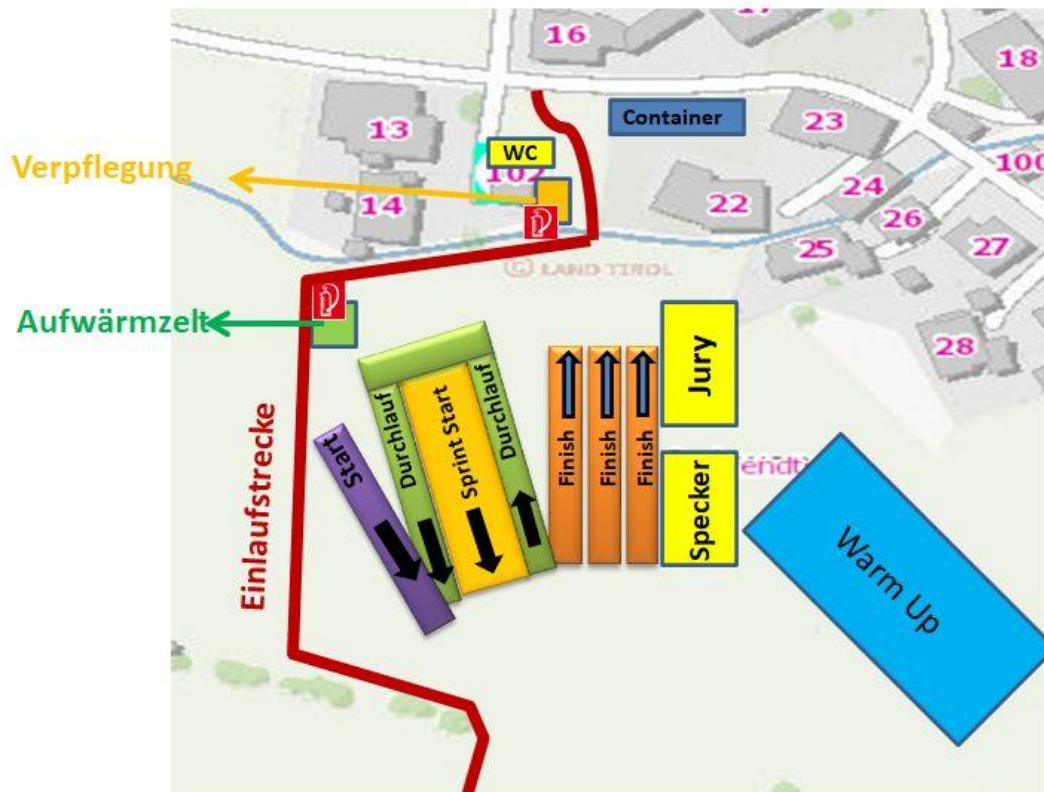 16
17
18
Container
23
13
WC
102
100
Verpflegung
14
22
24
26
25
27
© LAND TIROL
Aufwärmzelt
28
Jury
Start
Durchlauf
Sprint Start
Durchlauf
Finish
Finish
Finish
Specker
Einlaufstrecke
Warm Up